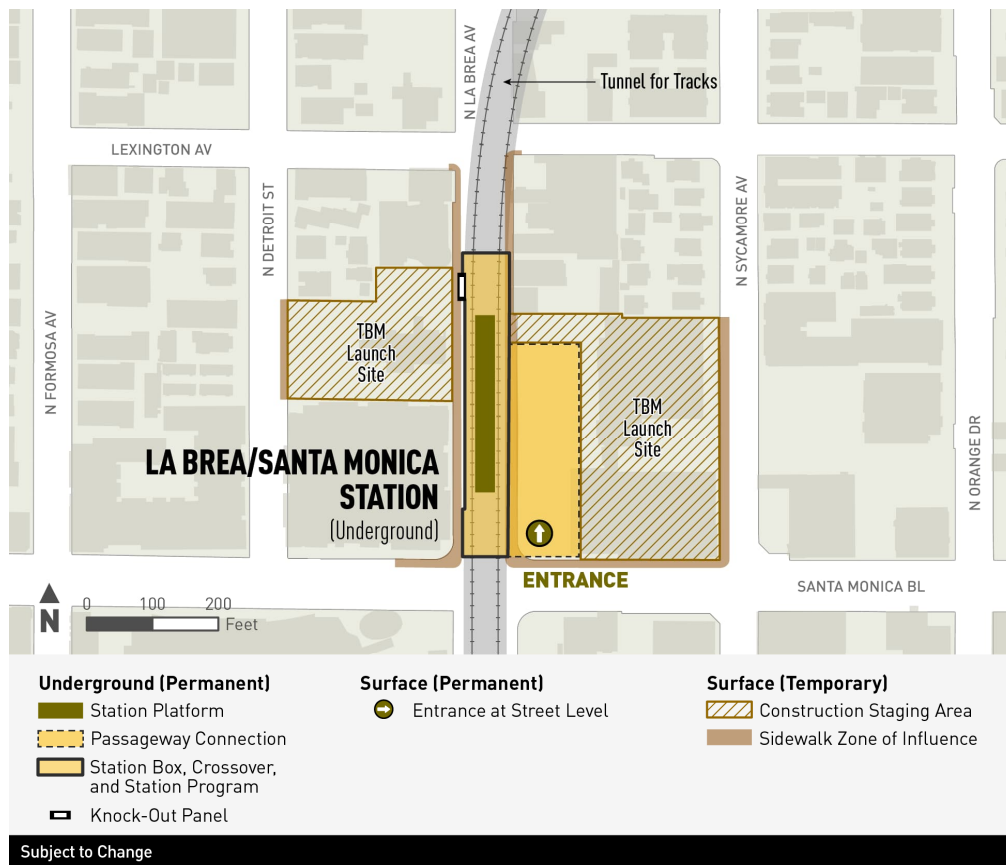 N LA BREA AV
Tunnel for Tracks
LEXINGTON AV
N DETROIT ST
N SYCAMORE AV
N FORMOSA AV
TBM
Launch
Site
TBM
Launch
Site
N ORANGE DR
LA BREA/SANTA MONICA
STATION
(Underground)
ENTRANCE
SANTA MONICA BL
N
0 100 200
Feet
Underground (Permanent)
Station Platform
Passageway Connection
Station Box, Crossover,
and Station Program
Knock-Out Panel
Surface (Permanent)
Entrance at Street Level
Surface (Temporary)
Construction Staging Area
Sidewalk Zone of Influence
Subject to Change